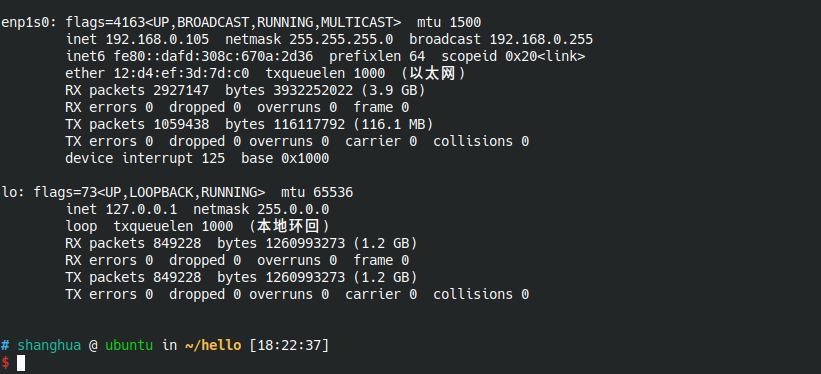 enp1s0: flags=4163<UP,BROADCAST,RUNNING,MULTICAST>  mtu 1500
        inet 192.168.0.105  netmask 255.255.255.0  broadcast 192.168.0.255
        inet6 fe80::dafd:308c:670a:2d36  prefixlen 64  scopeid 0x20<link>
        ether 12:d4:ef:3d:7d:c0  txqueuelen 1000  (以太网)
        RX packets 2927147  bytes 3932252022 (3.9 GB)
        RX errors 0  dropped 0  overruns 0  frame 0
        TX packets 1059438  bytes 116117792 (116.1 MB)
        TX errors 0  dropped 0 overruns 0  carrier 0  collisions 0
        device interrupt 125  base 0x1000
lo: flags=73<UP,LOOPBACK,RUNNING>  mtu 65536
        inet 127.0.0.1  netmask 255.0.0.0
        loop  txqueuelen 1000  (本地环回)
        RX packets 849228  bytes 1260993273 (1.2 GB)
        RX errors 0  dropped 0  overruns 0  frame 0
        TX packets 849228  bytes 1260993273 (1.2 GB)
        TX errors 0  dropped 0 overruns 0  carrier 0  collisions 0
# shanghua @ ubuntu in ~/hello [18:22:37]
$